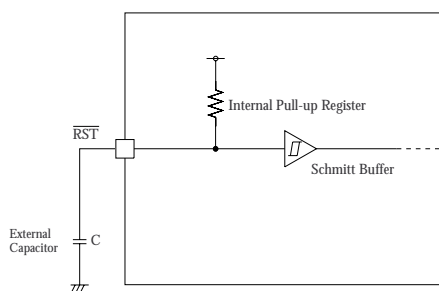 Internal Pull-up Register
RST
Schmitt Buffer
External
Capacitor
C